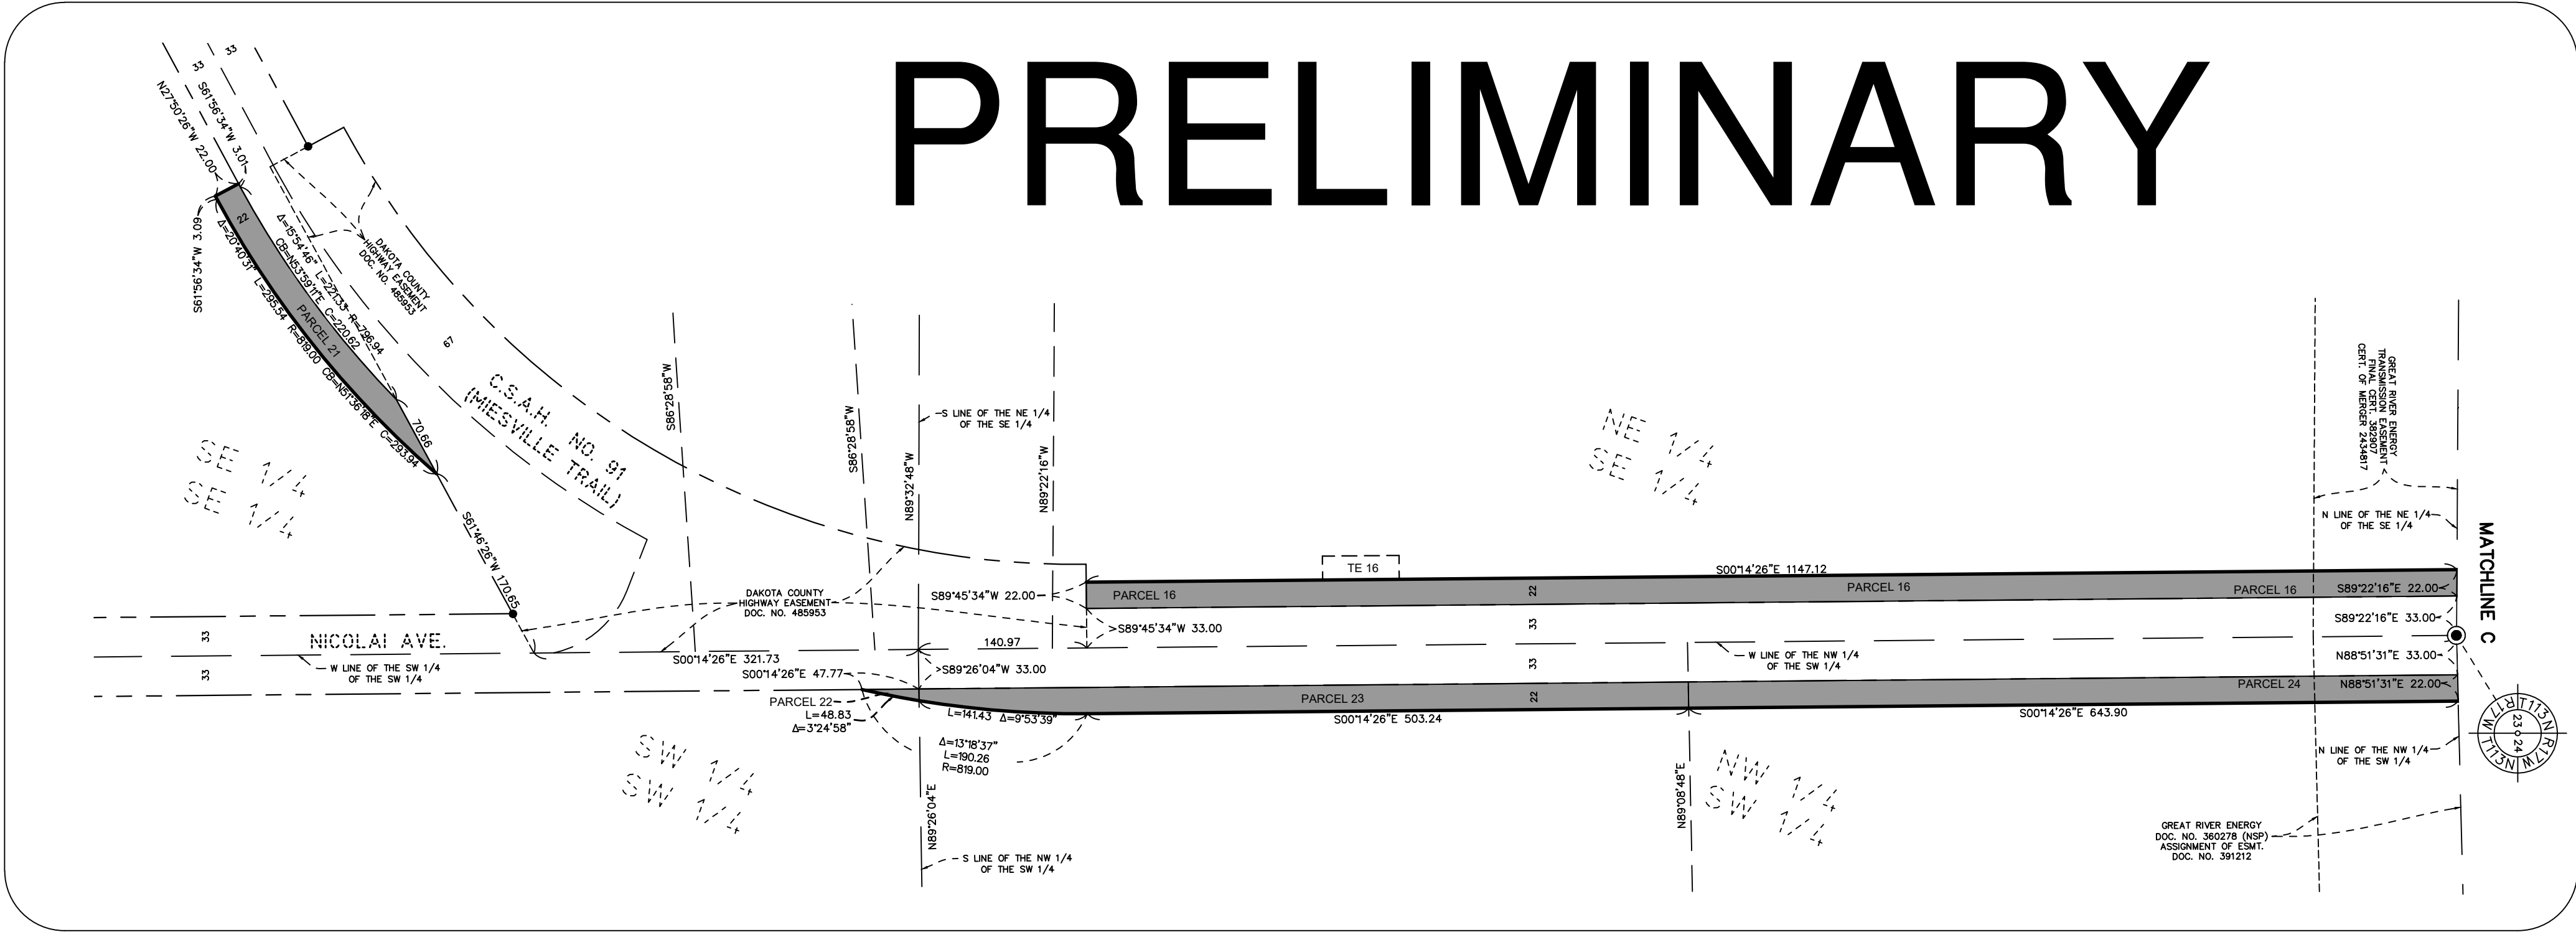 PRELIMINARY
33
33
N27°50'26"W 22.00
S61°56'34"W 3.01
S61°56'34"W 3.09
22
Δ=15°54'46" L=221.33 R=796.94
CB=N53°59'11"E C=220.62
PARCEL 21
Δ=20°40'31" L=295.54 R=819.00 CB=N51°36'18"E C=293.94
70.66
DAKOTA COUNTY
HIGHWAY EASEMENT
DOC. NO. 485953
67
C.S.A.H. NO. 91
(MIESVILLE TRAIL)
SE 1/4
SE 1/4
S61°46'26"W 170.65
S86°28'58"W
S86°28'58"W
N89°32'48"W
S LINE OF THE NE 1/4
OF THE SE 1/4
N89°22'16"W
NE 1/4
SE 1/4
GREAT RIVER ENERGY
TRANSMISSION EASEMENT
FINAL CERT. 382907
CERT. OF MERGER 2434817
N LINE OF THE NE 1/4
OF THE SE 1/4
MATCHLINE C
TE 16
S00°14'26"E 1147.12
PARCEL 16
22
PARCEL 16
PARCEL 16
S89°22'16"E 22.00
S89°45'34"W 22.00
DAKOTA COUNTY
HIGHWAY EASEMENT
DOC. NO. 485953
S89°45'34"W 33.00
33
S89°22'16"E 33.00
33
NICOLAI AVE.
140.97
33
W LINE OF THE SW 1/4
OF THE SW 1/4
S00°14'26"E 321.73
S89°26'04"W 33.00
33
W LINE OF THE NW 1/4
OF THE SW 1/4
N88°51'31"E 33.00
S00°14'26"E 47.77
PARCEL 22
L=48.83
Δ=3°24'58"
L=141.43 Δ=9°53'39"
PARCEL 23
22
PARCEL 24
N88°51'31"E 22.00
S00°14'26"E 503.24
S00°14'26"E 643.90
Δ=13°18'37"
L=190.26
R=819.00
T113N R17W
T113N R17W
23
24
N LINE OF THE NW 1/4
OF THE SW 1/4
SW 1/4
SW 1/4
N89°26'04"E
N89°08'48"E
NW 1/4
SW 1/4
S LINE OF THE NW 1/4
OF THE SW 1/4
GREAT RIVER ENERGY
DOC. NO. 360278 (NSP)
ASSIGNMENT OF ESMT.
DOC. NO. 391212